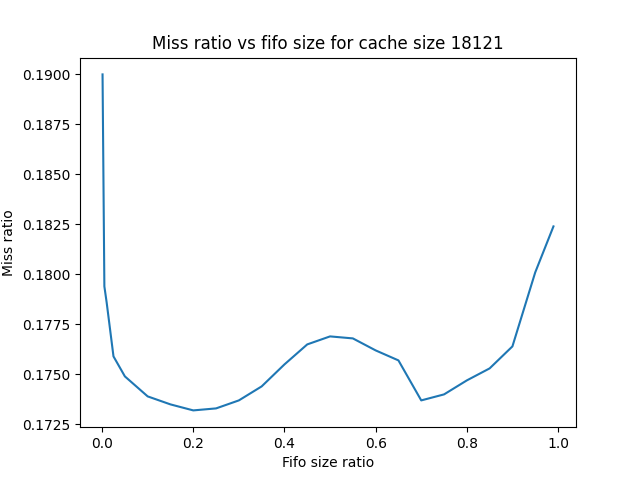 Miss ratio vs fifo size for cache size 18121
0.1900
0.1875
0.1850
0.1825
0.1800
0.1775
0.1750
0.1725
Miss ratio
0.0 0.2 0.4 0.6 0.8 1.0
Fifo size ratio